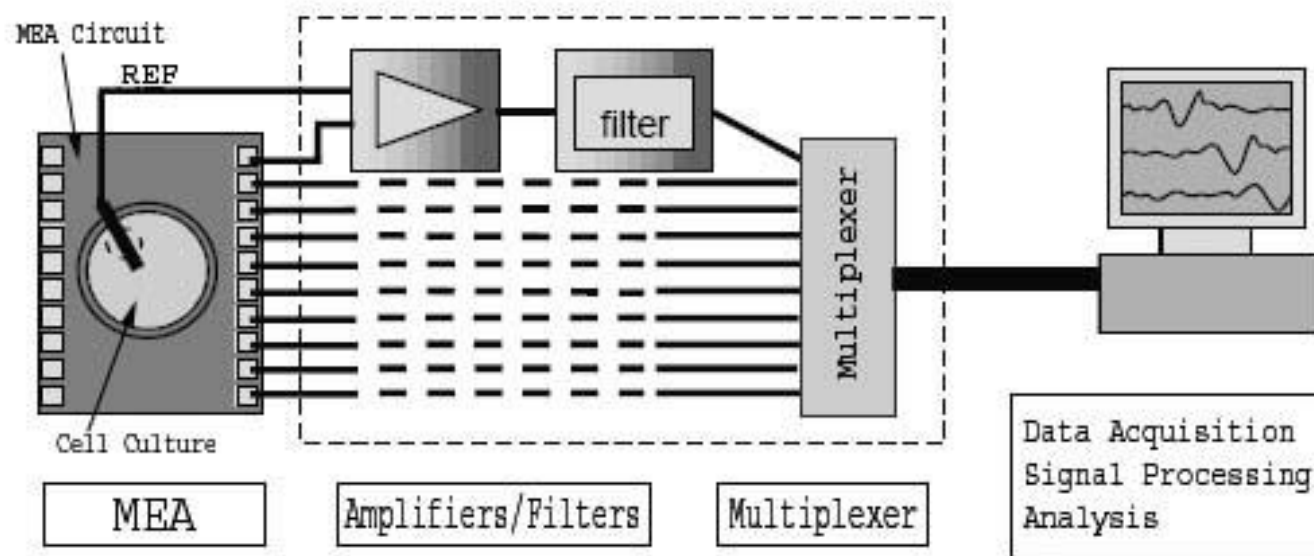 MEA Circuit
REF
filter
Multiplexer
Cell Culture
MEA
Amplifiers/Filters
Multiplexer
Data Acquisition
Signal Processing
Analysis